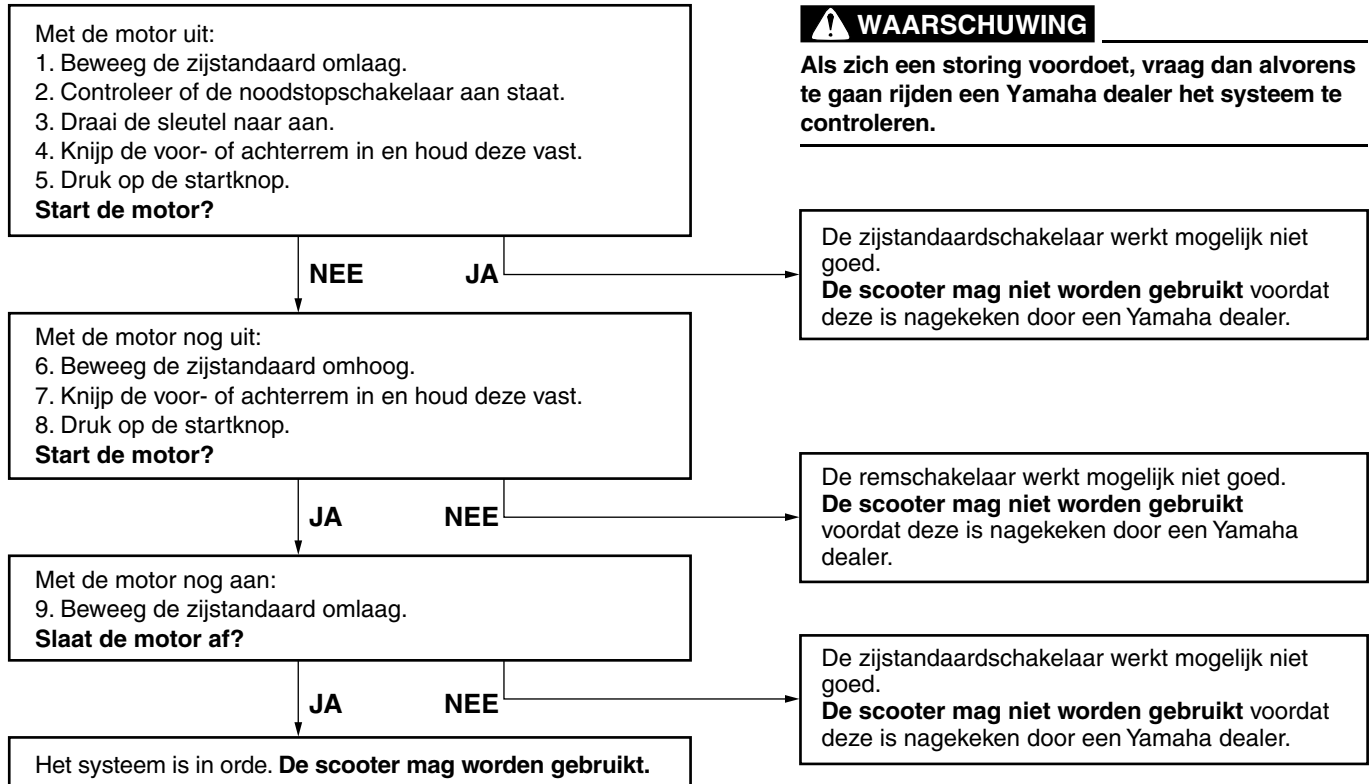 Met de motor uit:
1. Beweeg de zijstandaard omlaag.
2. Controleer of de noodstopschakelaar aan staat.
3. Draai de sleutel naar aan.
4. Knijp de voor- of achterrem in en houd deze vast.
5. Druk op de startknop.
Start de motor?
WAARSCHUWING
Als zich een storing voordoet, vraag dan alvorens
te gaan rijden een Yamaha dealer het systeem te
controleren.
NEE JA
De zijstandaardschakelaar werkt mogelijk niet
goed.
De scooter mag niet worden gebruikt voordat
deze is nagekeken door een Yamaha dealer.
Met de motor nog uit:
6. Beweeg de zijstandaard omhoog.
7. Knijp de voor- of achterrem in en houd deze vast.
8. Druk op de startknop.
Start de motor?
JA NEE
De remschakelaar werkt mogelijk niet goed.
De scooter mag niet worden gebruikt
voordat deze is nagekeken door een Yamaha
dealer.
Met de motor nog aan:
9. Beweeg de zijstandaard omlaag.
Slaat de motor af?
JA NEE
De zijstandaardschakelaar werkt mogelijk niet
goed.
De scooter mag niet worden gebruikt voordat
deze is nagekeken door een Yamaha dealer.
Het systeem is in orde. De scooter mag worden gebruikt.